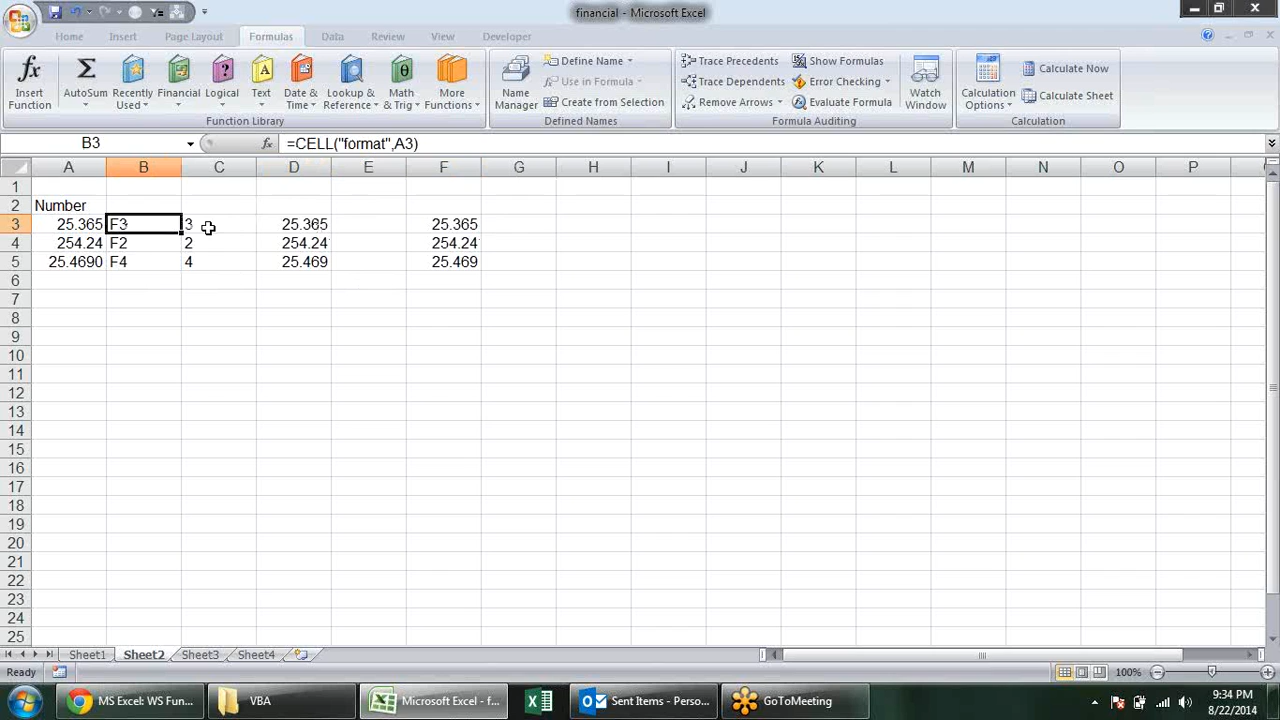 financial - Microsoft Excel
Home Insert Page Layout Formulas Data Review View Developer
Insert Function
AutoSum
Recently Used
Financial
Logical
Text
Date & Time
Lookup & Reference
Math & Trig
More Functions
Function Library
Name Manager
Define Name
Use in Formula
Create from Selection
Defined Names
Trace Precedents
Trace Dependents
Remove Arrows
Show Formulas
Error Checking
Evaluate Formula
Formula Auditing
Watch Window
Calculation Options
Calculate Now
Calculate Sheet
Calculation
B3 fx =CELL("format",A3)
A B C D E F G H I J K L M N O P
1
2 Number
3 25.365 F3 3 25.365 25.365
4 254.24 F2 2 254.24 254.24
5 25.4690 F4 4 25.469 25.469
6
7
8
9
10
11
12
13
14
15
16
17
18
19
20
21
22
23
24
25
Sheet1 Sheet2 Sheet3 Sheet4
Ready 100%
MS Excel: WS Fun... VBA Microsoft Excel - f... Sent Items - Perso... GoToMeeting
9:34 PM
8/22/2014